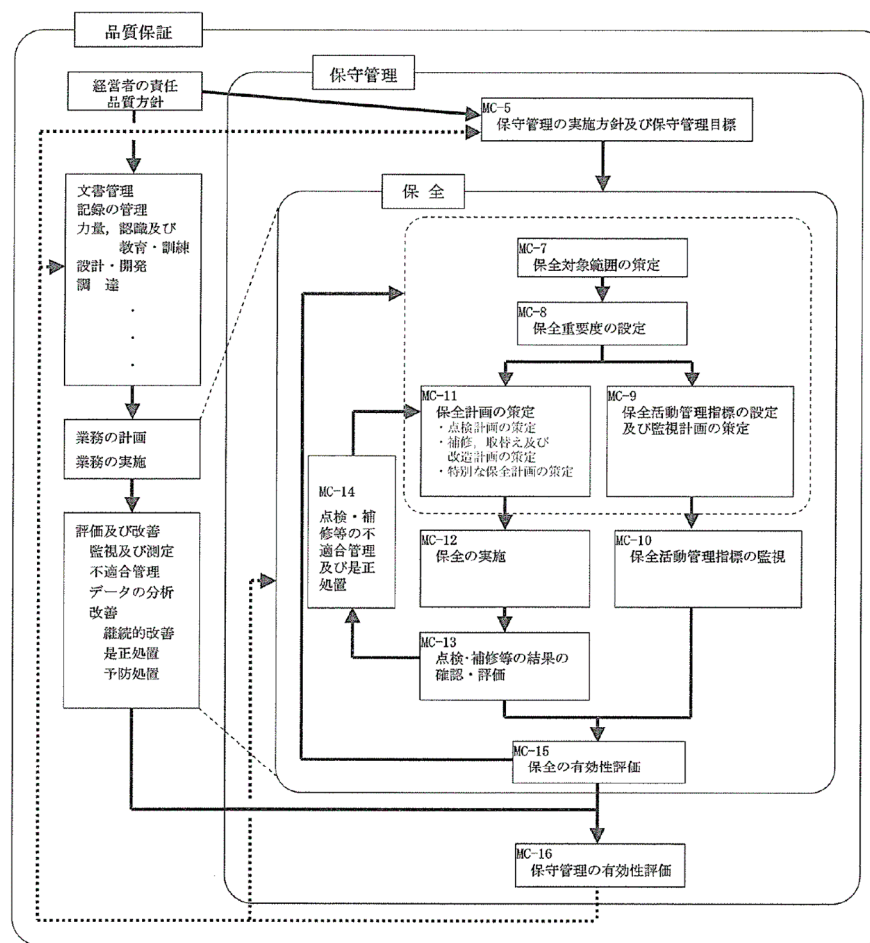 品質保証
保守管理
経営者の責任
品質方針
MC-5
保守管理の実施方針及び保守管理目標
文書管理
記録の管理
力量，認識及び
教育・訓練
設計・開発
調 達
・
・
・
保 全
MC-7
保全対象範囲の策定
MC-8
保全重要度の設定
MC-11
保全計画の策定
・点検計画の策定
・補修，取替え及び
改造計画の策定
・特別な保全計画の策定
MC-9
保全活動管理指標の設定
及び監視計画の策定
業務の計画
業務の実施
MC-14
点検・補
修等の不
適合管理
及び是正
処置
MC-12
保全の実施
MC-10
保全活動管理指標の監視
評価及び改善
監視及び測定
不適合管理
データの分析
改善
継続的改善
是正処置
予防処置
MC-13
点検・補修等の結果の
確認・評価
MC-15
保全の有効性評価
MC-16
保守管理の有効性評価